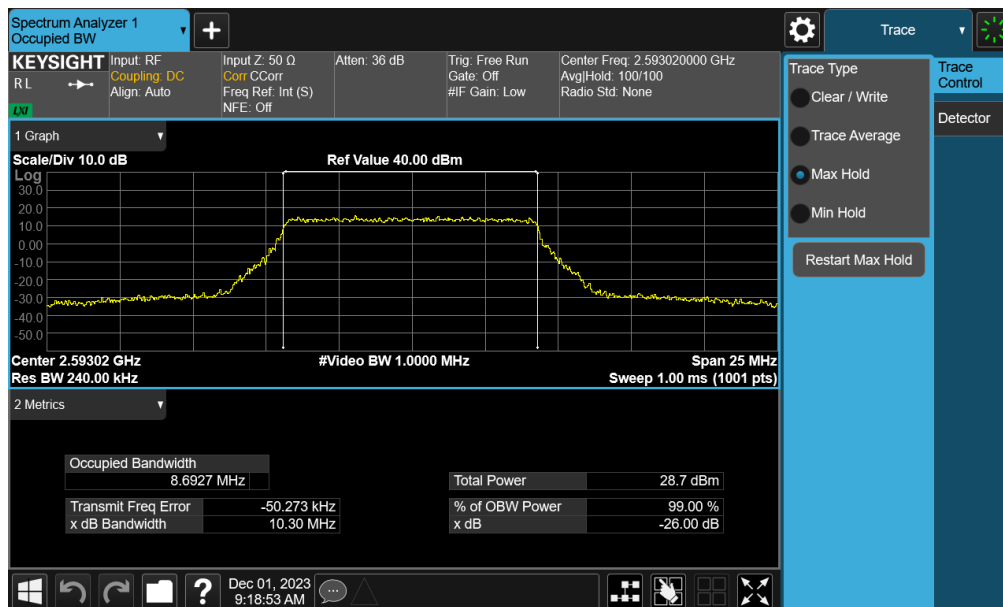 Spectrum Analyzer 1
Occupied BW
+
Trace
KEYSIGHT
RL
LXI
Input: RF
Coupling: DC
Align: Auto
Input Z: 50 Ω
Corr CCorr
Freq Ref: Int (S)
NFE: Off
Atten: 36 dB
Trig: Free Run
Gate: Off
#IF Gain: Low
Center Freq: 2.593020000 GHz
Avg|Hold: 100/100
Radio Std: None
Trace Type
Clear / Write
Trace Average
Max Hold
Min Hold
Restart Max Hold
Trace
Control
Detector
1 Graph
Scale/Div 10.0 dB
Ref Value 40.00 dBm
Log
30.0
20.0
10.0
0.00
-10.0
-20.0
-30.0
-40.0
-50.0
Center 2.59302 GHz
#Video BW 1.0000 MHz
Span 25 MHz
Res BW 240.00 kHz
Sweep 1.00 ms (1001 pts)
2 Metrics
Occupied Bandwidth
8.6927 MHz
Total Power 28.7 dBm
Transmit Freq Error -50.273 kHz
% of OBW Power 99.00 %
x dB Bandwidth 10.30 MHz
x dB -26.00 dB
?
Dec 01, 2023
9:18:53 AM